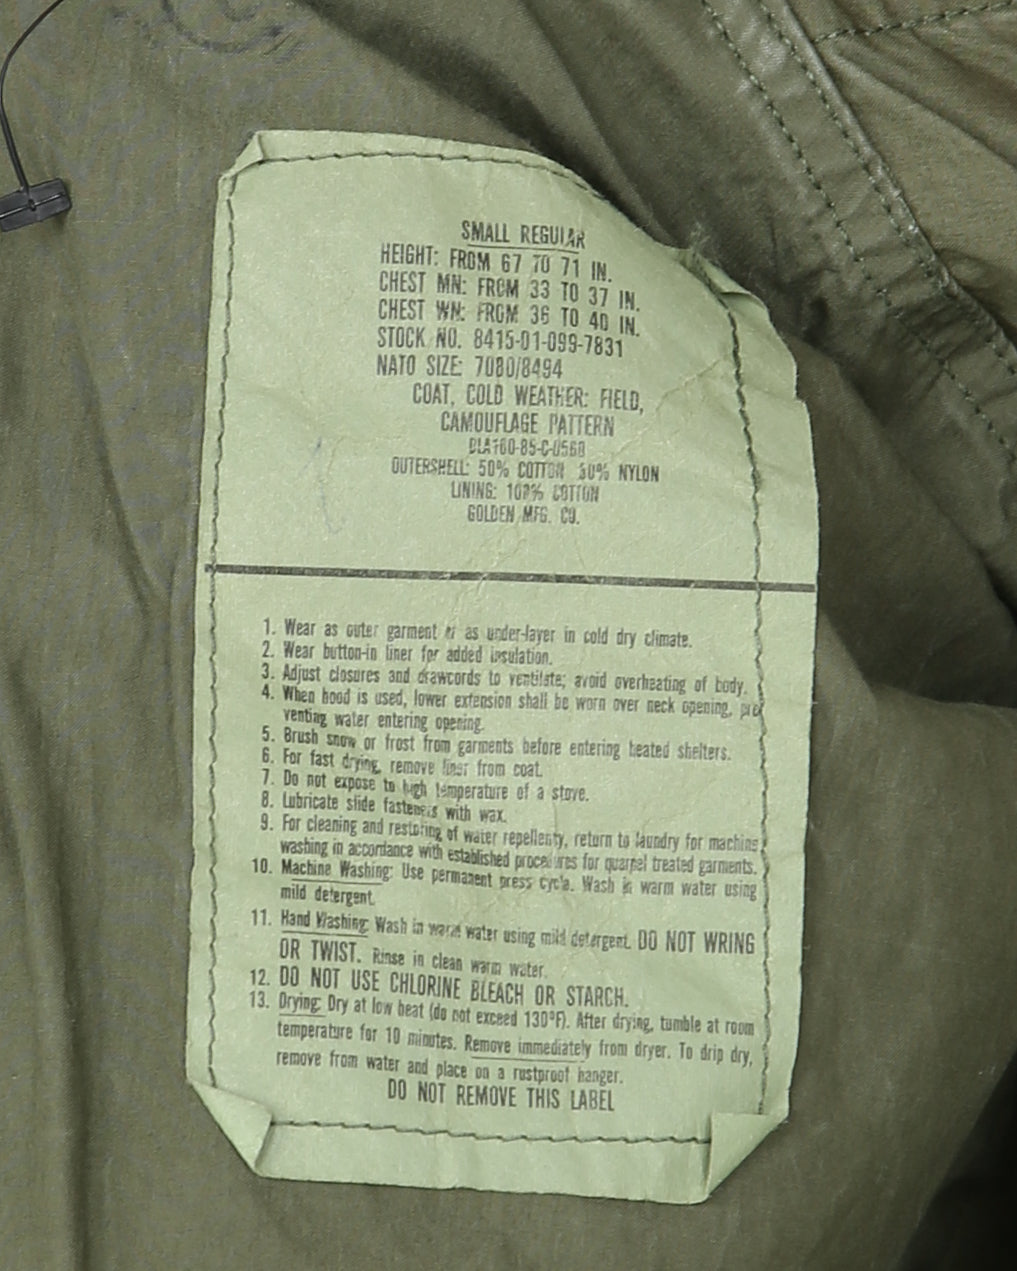 SMALL REGULAR
HEIGHT: FROM 67 TO 71 IN.
CHEST MN: FROM 33 TO 37 IN.
CHEST WN: FROM 36 TO 40 IN.
STOCK NO. 8415-01-099-7831
NATO SIZE: 7080/8494
COAT, COLD WEATHER: FIELD,
CAMOUFLAGE PATTERN
DLA100-85-C-0568
OUTERSHELL: 50% COTTON 50% NYLON
LINING: 100% COTTON
GOLDEN MFG. CO.
1. Wear as outer garment or as under-layer in cold dry climate.
2. Wear button-in liner for added insulation.
3. Adjust closures and drawcords to ventilate; avoid overheating of body.
4. When hood is used, lower extension shall be worn over neck opening, pre
venting water entering opening.
5. Brush snow or frost from garments before entering heated shelters.
6. For fast drying, remove liner from coat.
7. Do not expose to high temperature of a stove.
8. Lubricate slide fasteners with wax.
9. For cleaning and restoring of water repellenty, return to laundry for machine
washing in accordance with established procedures for quarpel treated garments.
10. Machine Washing: Use permanent press cycle. Wash in warm water using
mild detergent.
11. Hand Washing: Wash in warm water using mild detergent. DO NOT WRING
OR TWIST. Rinse in clean warm water.
12. DO NOT USE CHLORINE BLEACH OR STARCH.
13. Drying: Dry at low heat (do not exceed 130°F). After drying, tumble at room
temperature for 10 minutes. Remove immediately from dryer. To drip dry,
remove from water and place on a rustproof hanger.
DO NOT REMOVE THIS LABEL